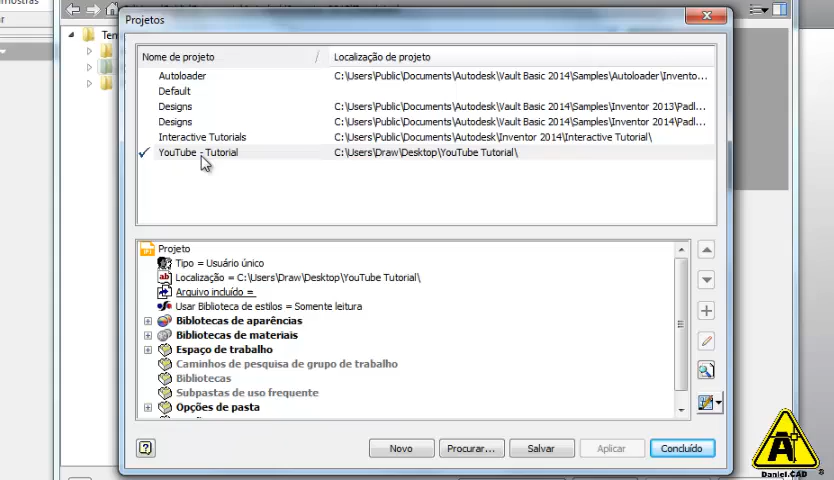 Projetos
Nome de projeto / Localização de projeto
Autoloader C:\Users\Public\Documents\Autodesk\Vault Basic 2014\Samples\Autoloader\Invento...
Default
Designs C:\Users\Public\Documents\Autodesk\Vault Basic 2014\Samples\Inventor 2013\Padl...
Designs C:\Users\Public\Documents\Autodesk\Vault Basic 2014\Samples\Inventor 2014\Padl...
Interactive Tutorials C:\Users\Public\Documents\Autodesk\Inventor 2014\Interactive Tutorial\
YouTube - Tutorial C:\Users\Draw\Desktop\YouTube Tutorial\
Projeto
Tipo = Usuário único
Localização = C:\Users\Draw\Desktop\YouTube Tutorial\
Arquivo incluído =
Usar Biblioteca de estilos = Somente leitura
Bibliotecas de aparências
Bibliotecas de materiais
Espaço de trabalho
Caminhos de pesquisa de grupo de trabalho
Bibliotecas
Subpastas de uso frequente
Opções de pasta
Novo Procurar... Salvar Aplicar Concluído
Daniel.CAD